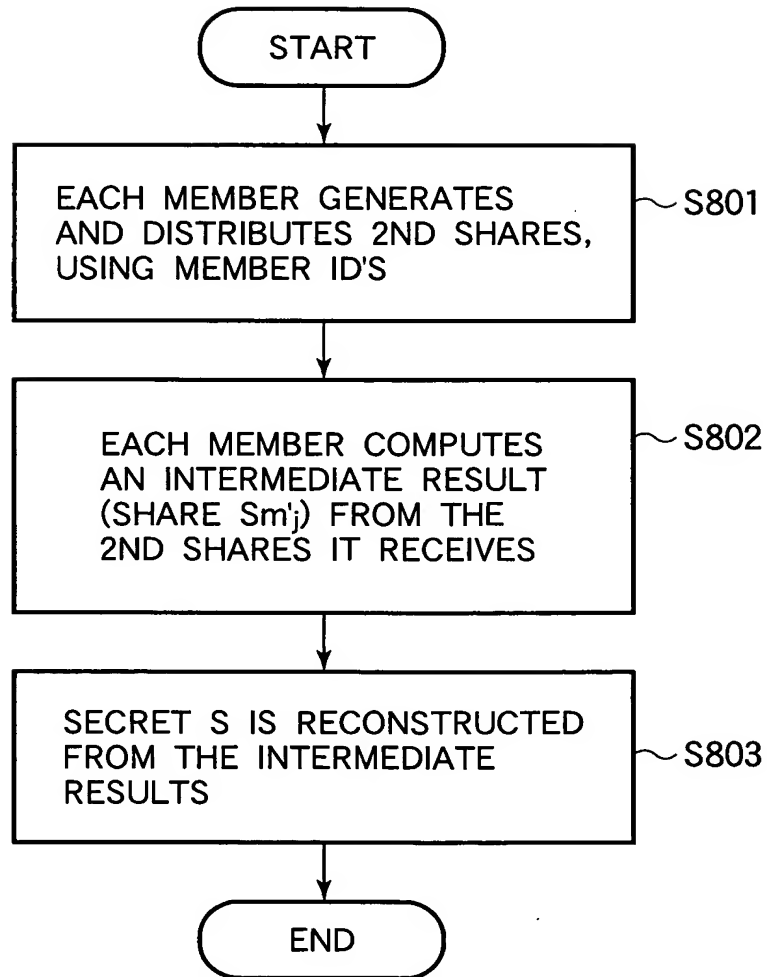 START
EACH MEMBER GENERATES
AND DISTRIBUTES 2ND SHARES,
USING MEMBER ID'S
S801
EACH MEMBER COMPUTES
AN INTERMEDIATE RESULT
(SHARE Sm'j) FROM THE
2ND SHARES IT RECEIVES
S802
SECRET S IS RECONSTRUCTED
FROM THE INTERMEDIATE
RESULTS
S803
END